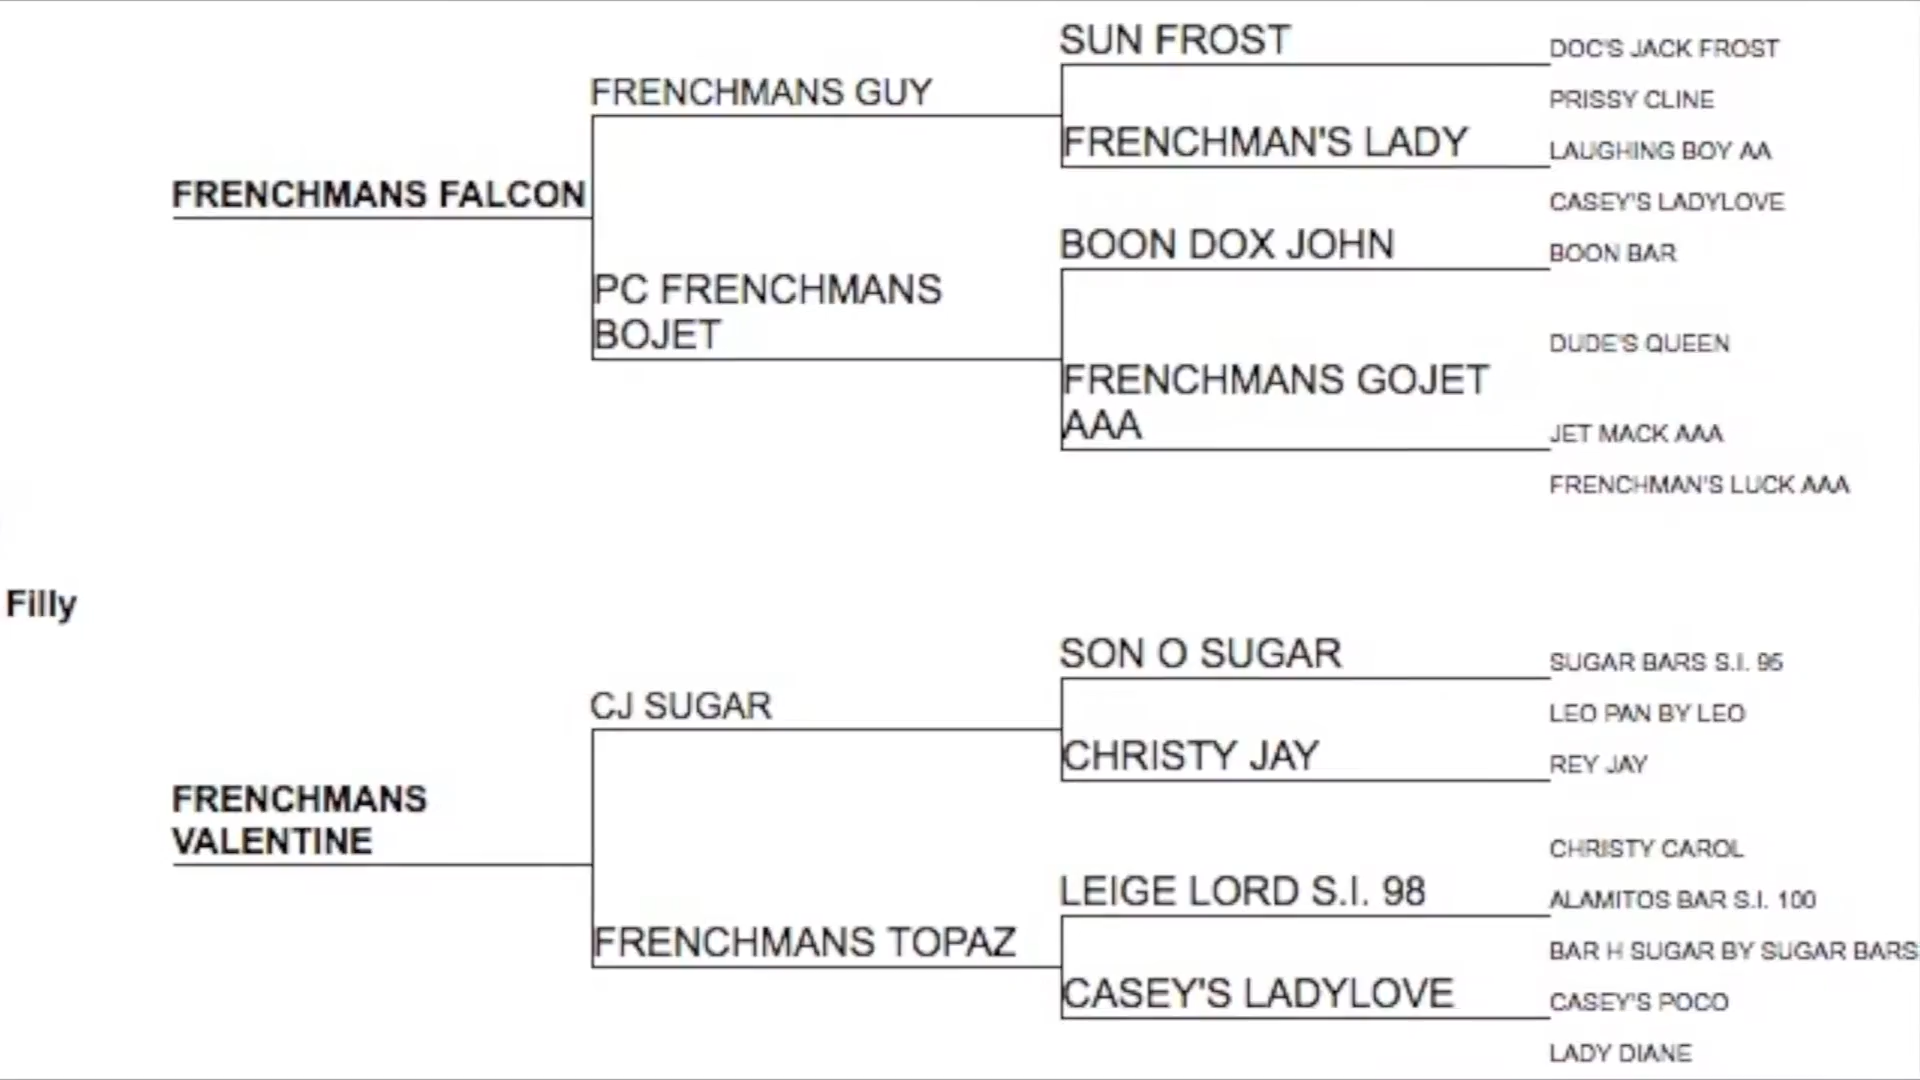 SUN FROST
DOC'S JACK FROST
FRENCHMANS GUY
PRISSY CLINE
FRENCHMAN'S LADY
LAUGHING BOY AA
FRENCHMANS FALCON
CASEY'S LADYLOVE
BOON DOX JOHN
BOON BAR
PC FRENCHMANS
BOJET
DUDE'S QUEEN
FRENCHMANS GOJET
AAA
JET MACK AAA
FRENCHMAN'S LUCK AAA
Filly
SON O SUGAR
SUGAR BARS S.I. 95
CJ SUGAR
LEO PAN BY LEO
CHRISTY JAY
REY JAY
FRENCHMANS
VALENTINE
CHRISTY CAROL
LEIGE LORD S.I. 98
ALAMITOS BAR S.I. 100
FRENCHMANS TOPAZ
BAR H SUGAR BY SUGAR BARS
CASEY'S LADYLOVE
CASEY'S POCO
LADY DIANE